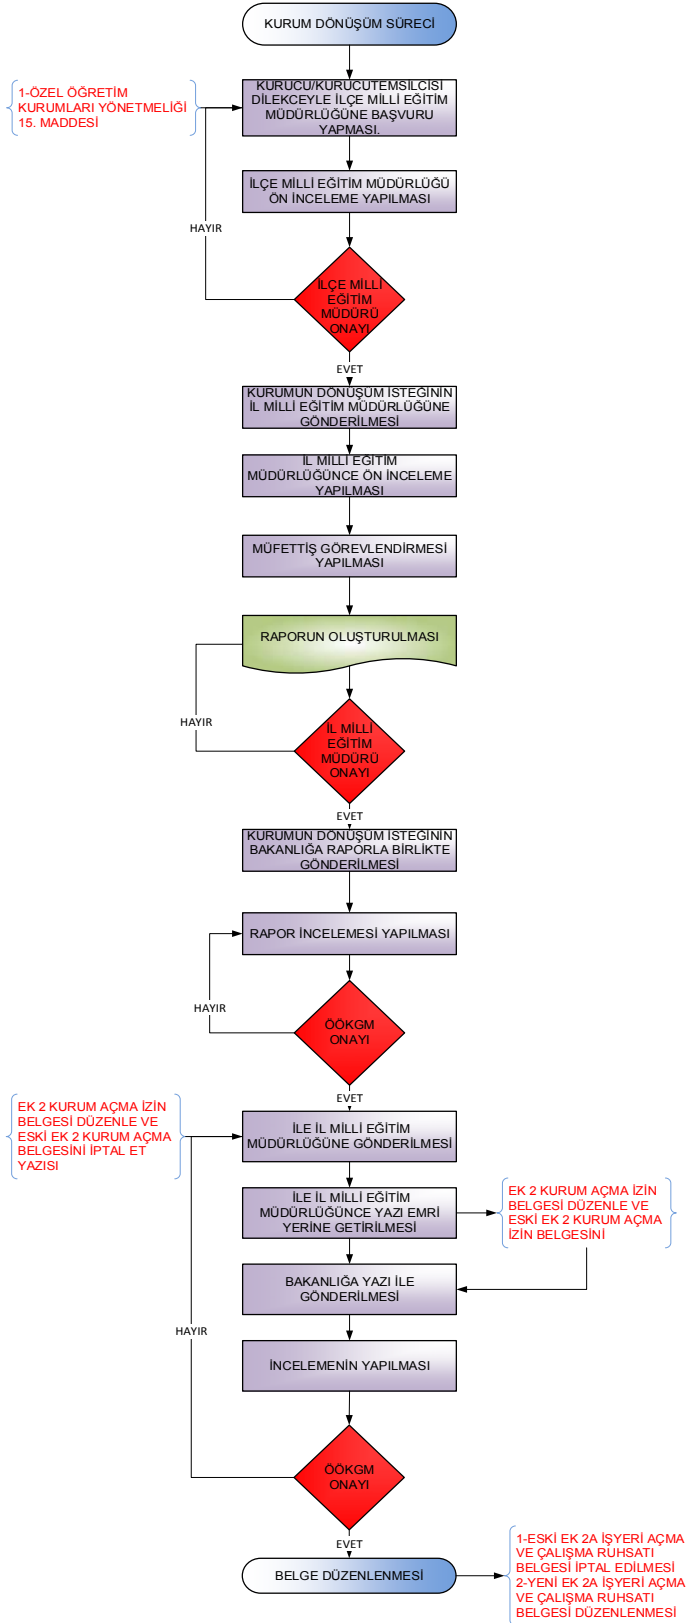 KURUM DÖNÜŞÜM SÜRECİ
1-ÖZEL ÖĞRETİM
KURUMLARI YÖNETMELİĞİ
15. MADDESİ
KURUCU/KURUCUTEMSİLCİSİ
DİLEKCEYLE İLÇE MİLLİ EĞİTİM
MÜDÜRLÜĞÜNE BAŞVURU
YAPMASI.
İLÇE MİLLİ EĞİTİM MÜDÜRLÜĞÜ
ÖN İNCELEME YAPILMASI
HAYIR
İLÇE MİLLİ
EĞİTİM
MÜDÜRÜ
ONAYI
EVET
KURUMUN DÖNÜŞÜM İSTEĞİNİN
İL MİLLİ EĞİTİM MÜDÜRLÜĞÜNE
GÖNDERİLMESİ
İL MİLLİ EĞİTİM
MÜDÜRLÜĞÜNCE ÖN İNCELEME
YAPILMASI
MÜFETTİŞ GÖREVLENDİRMESİ
YAPILMASI
RAPORUN OLUŞTURULMASI
HAYIR
İL MİLLİ
EĞİTİM
MÜDÜRÜ
ONAYI
EVET
KURUMUN DÖNÜŞÜM İSTEĞİNİN
BAKANLIĞA RAPORLA BİRLİKTE
GÖNDERİLMESİ
RAPOR İNCELEMESİ YAPILMASI
HAYIR
ÖÖKGM
ONAYI
EVET
EK 2 KURUM AÇMA İZİN
BELGESİ DÜZENLE VE
ESKİ EK 2 KURUM AÇMA
BELGESİNİ İPTAL ET
YAZISI
İLE İL MİLLİ EĞİTİM
MÜDÜRLÜĞÜNE GÖNDERİLMESİ
İLE İL MİLLİ EĞİTİM
MÜDÜRLÜĞÜNCE YAZI EMRİ
YERİNE GETİRİLMESİ
EK 2 KURUM AÇMA İZİN
BELGESİ DÜZENLE VE
ESKİ EK 2 KURUM AÇMA
İZİN BELGESİNİ
BAKANLIĞA YAZI İLE
GÖNDERİLMESİ
HAYIR
İNCELEMENİN YAPILMASI
ÖÖKGM
ONAYI
EVET
BELGE DÜZENLENMESİ
1-ESKİ EK 2A İŞYERİ AÇMA
VE ÇALIŞMA RUHSATI
BELGESİ İPTAL EDİLMESİ
2-YENİ EK 2A İŞYERİ AÇMA
VE ÇALIŞMA RUHSATI
BELGESİ DÜZENLENMESİ